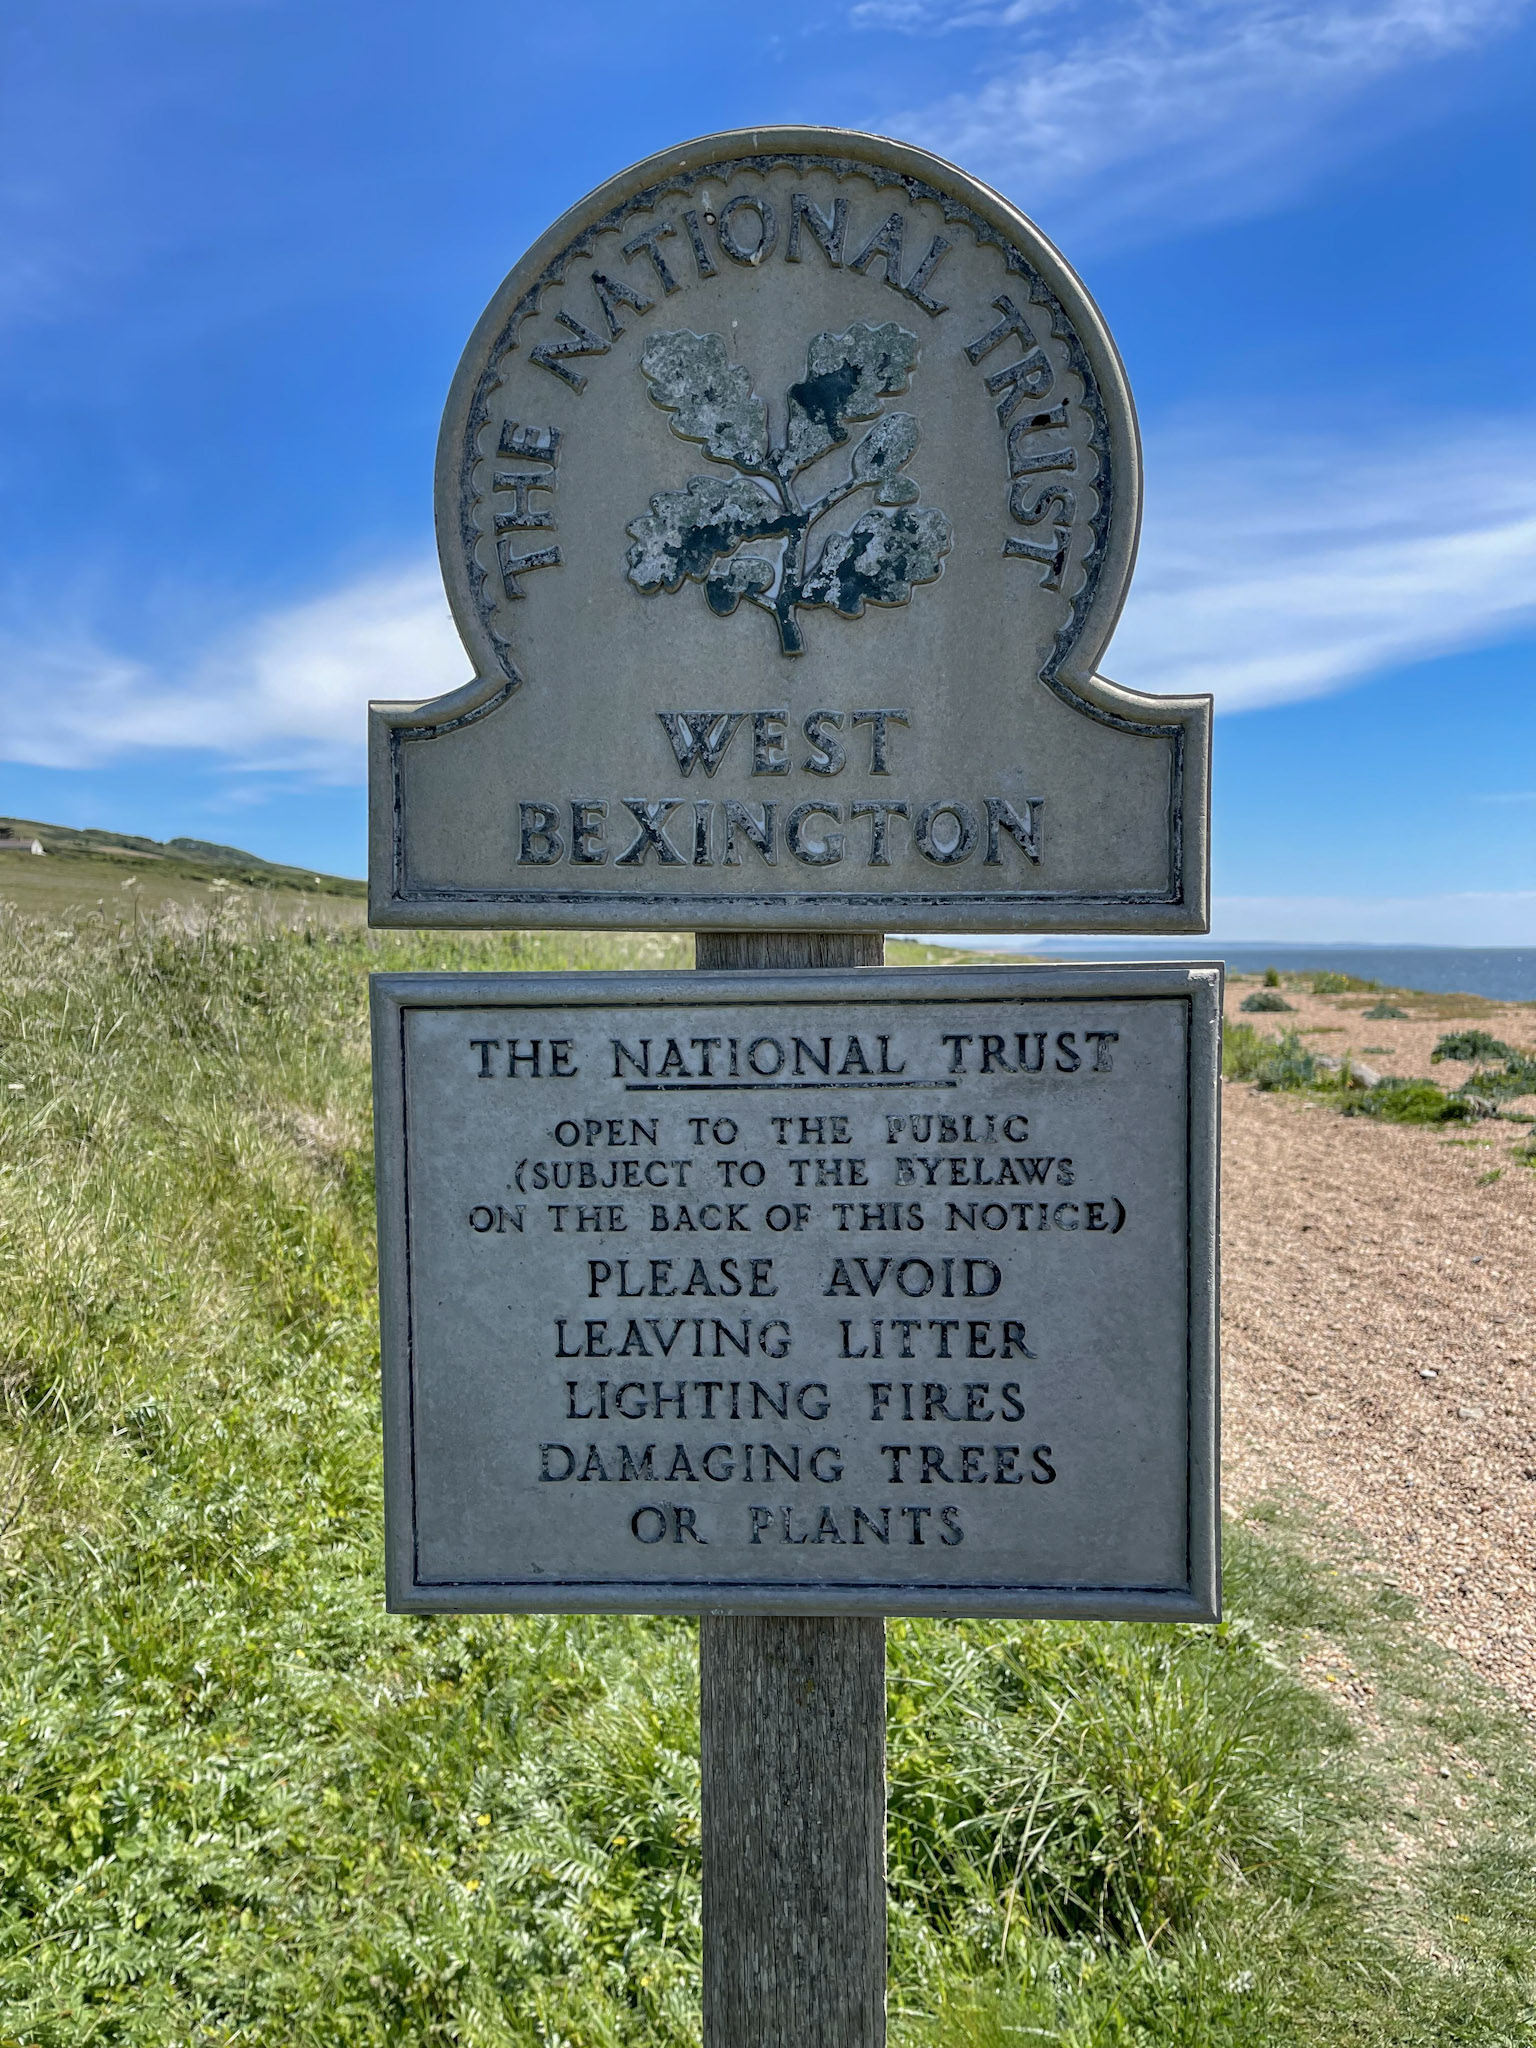 THE NATIONAL TRUST
WEST
BEXINGTON
THE NATIONAL TRUST
OPEN TO THE PUBLIC
(SUBJECT TO THE BYELAWS
ON THE BACK OF THIS NOTICE)
PLEASE AVOID
LEAVING LITTER
LIGHTING FIRES
DAMAGING TREES
OR PLANTS